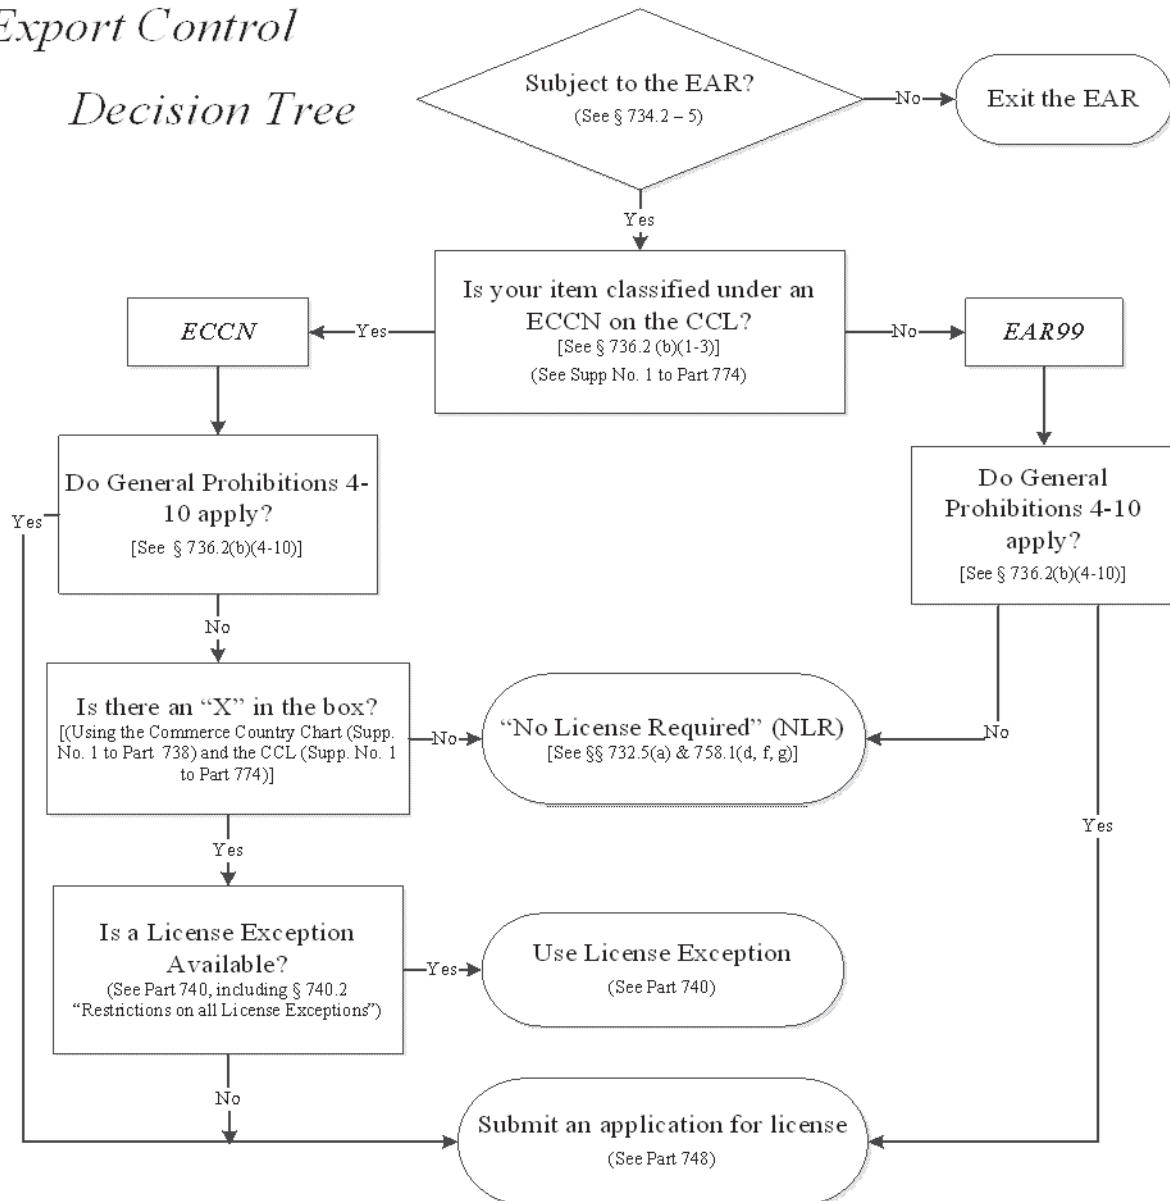 Export Control
Decision Tree
Subject to the EAR?
(See § 734.2 – 5)
No
Exit the EAR
Yes
Is your item classified under an
ECCN on the CCL?
[See § 736.2 (b)(1-3)]
(See Supp No. 1 to Part 774)
Yes
ECCN
No
EAR99
Do General Prohibitions 4-
10 apply?
[See § 736.2(b)(4-10)]
Yes
Do General
Prohibitions 4-10
apply?
[See § 736.2(b)(4-10)]
No
Is there an “X” in the box?
[(Using the Commerce Country Chart (Supp.
No. 1 to Part 738) and the CCL (Supp. No. 1
to Part 774)]
No
“No License Required” (NLR)
[See §§ 732.5(a) & 758.1(d, f, g)]
No
Yes
Yes
Is a License Exception
Available?
(See Part 740, including § 740.2
“Restrictions on all License Exceptions”)
Yes
Use License Exception
(See Part 740)
No
Submit an application for license
(See Part 748)